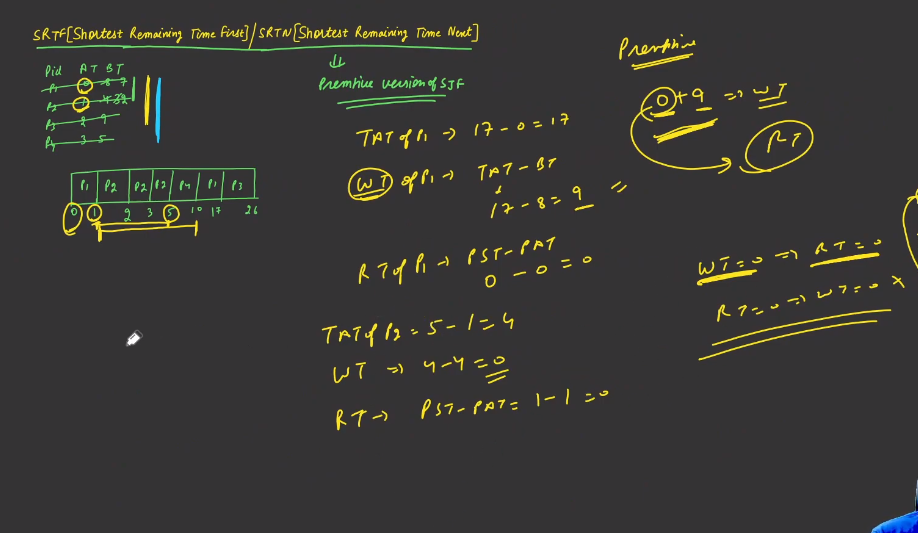 SRTF[Shortest Remaining Time First]/SRTN[Shortest Remaining Time Next]
Premtive version of SJF
Pid AT BT
P1 0 8 7
P2 1 4 3 2
P3 2 9
P4 3 5
P1 P2 P2 P2 P4 P1 P3
0 1 2 3 5 10 17 26
TAT of P1 → 17 - 0 = 17
WT of P1 → TAT - BT
17 - 8 = 9
RT of P1 → PST - PAT
0 - 0 = 0
TAT of P2 = 5 - 1 = 4
WT ⇒ 4 - 4 = 0
RT → PST - PAT = 1 - 1 = 0
Premptive
0 + 9 ⇒ WT
RT
WT = 0 ⇒ RT = 0
RT = 0 ⇒ WT = 0 ×